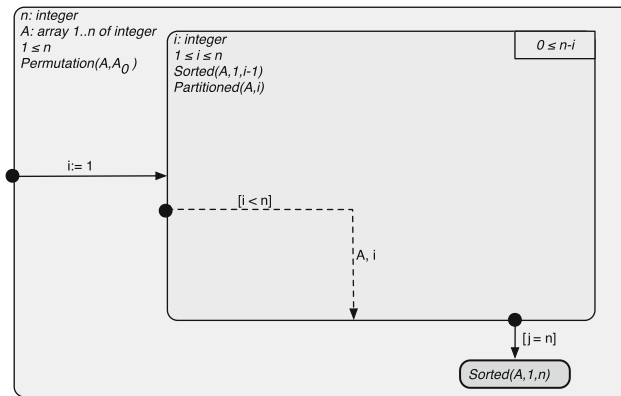 n: integer
A: array 1..n of integer
1 ≤ n
Permutation(A,A0 )
i: integer
1 ≤ i ≤ n
Sorted(A,1,i-1)
Partitioned(A,i)
0 ≤ n-i
i:= 1
[i < n]
A, i
[j = n]
Sorted(A,1,n)